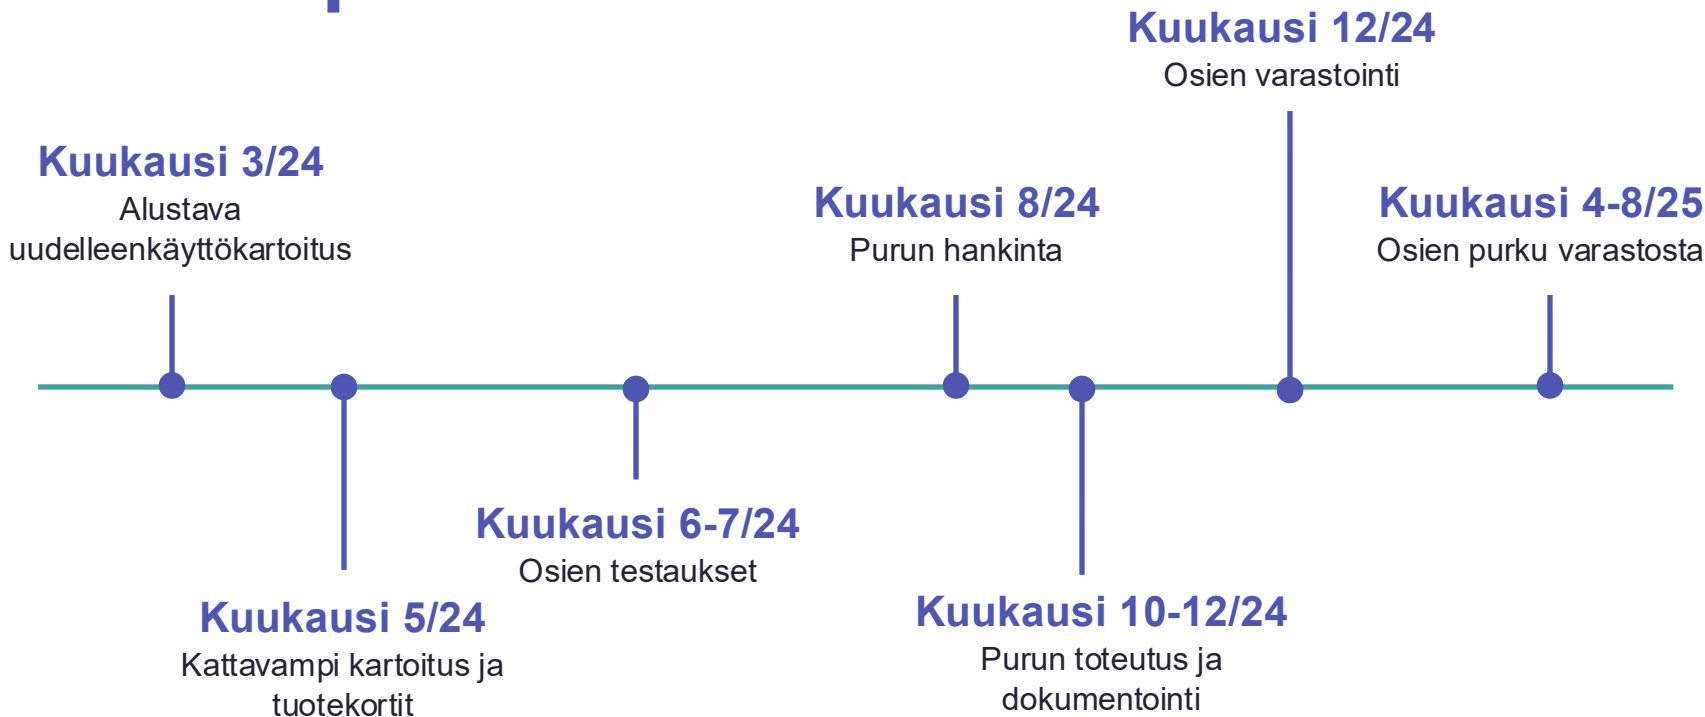 Kuukausi 3/24
Alustava
uudelleenkäyttökartoitus
Kuukausi 5/24
Kattavampi kartoitus ja
tuotekortit
Kuukausi 6-7/24
Osien testaukset
Kuukausi 8/24
Purun hankinta
Kuukausi 10-12/24
Purun toteutus ja
dokumentointi
Kuukausi 12/24
Osien varastointi
Kuukausi 4-8/25
Osien purku varastosta